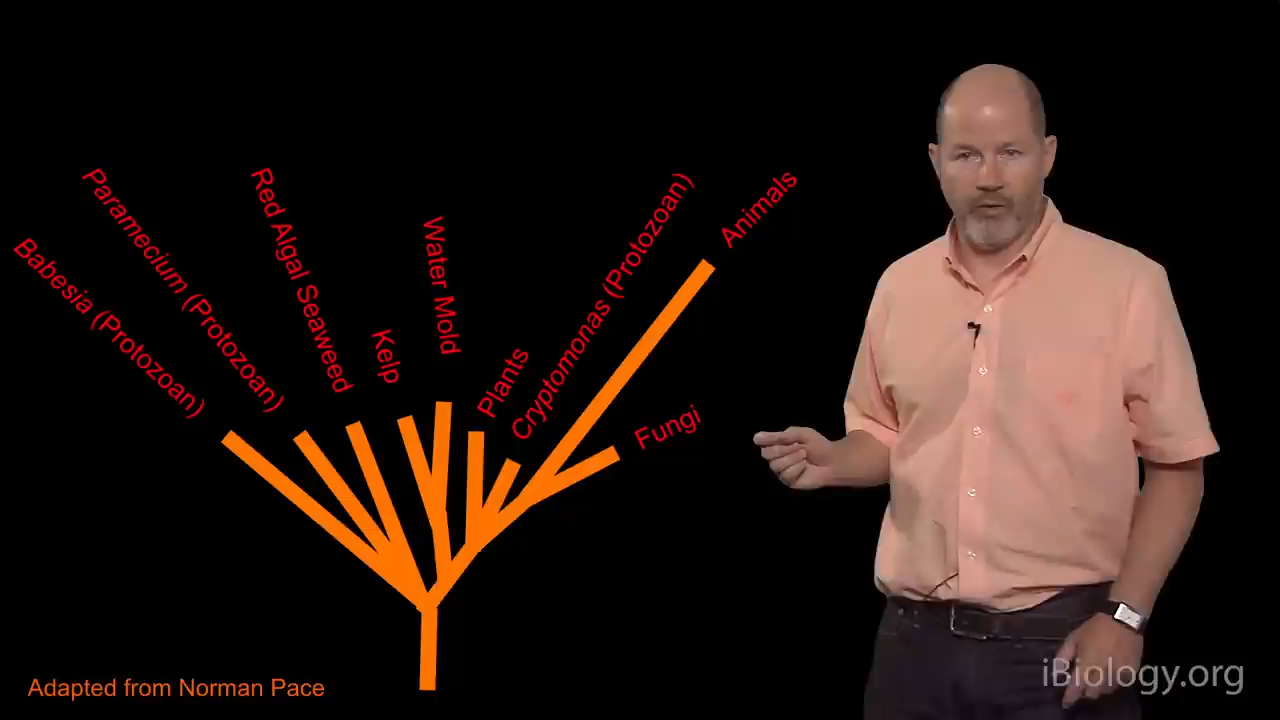 Babesia (Protozoan)
Paramecium (Protozoan)
Red Algal Seaweed
Kelp
Water Mold
Plants
Cryptomonas (Protozoan)
Animals
Fungi
Adapted from Norman Pace
iBiology.org